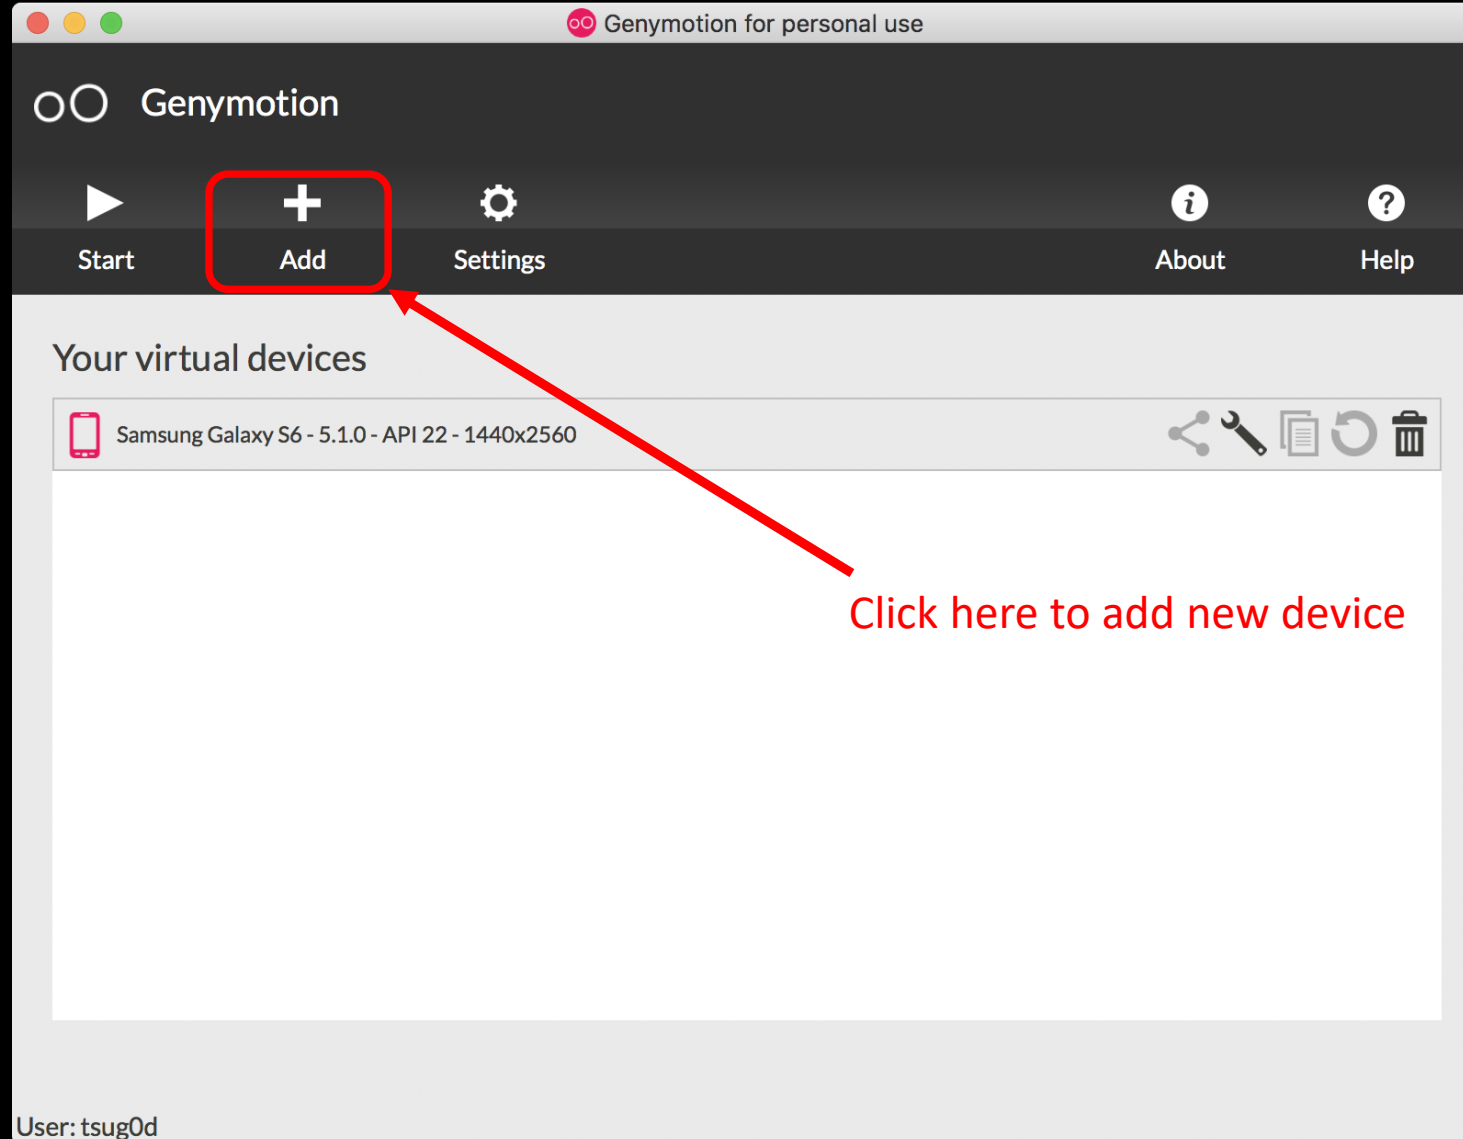 Genymotion for personal use
Genymotion
Start
Add
Settings
About
Help
Your virtual devices
Samsung Galaxy S6 - 5.1.0 - API 22 - 1440x2560
Click here to add new device
User: tsug0d